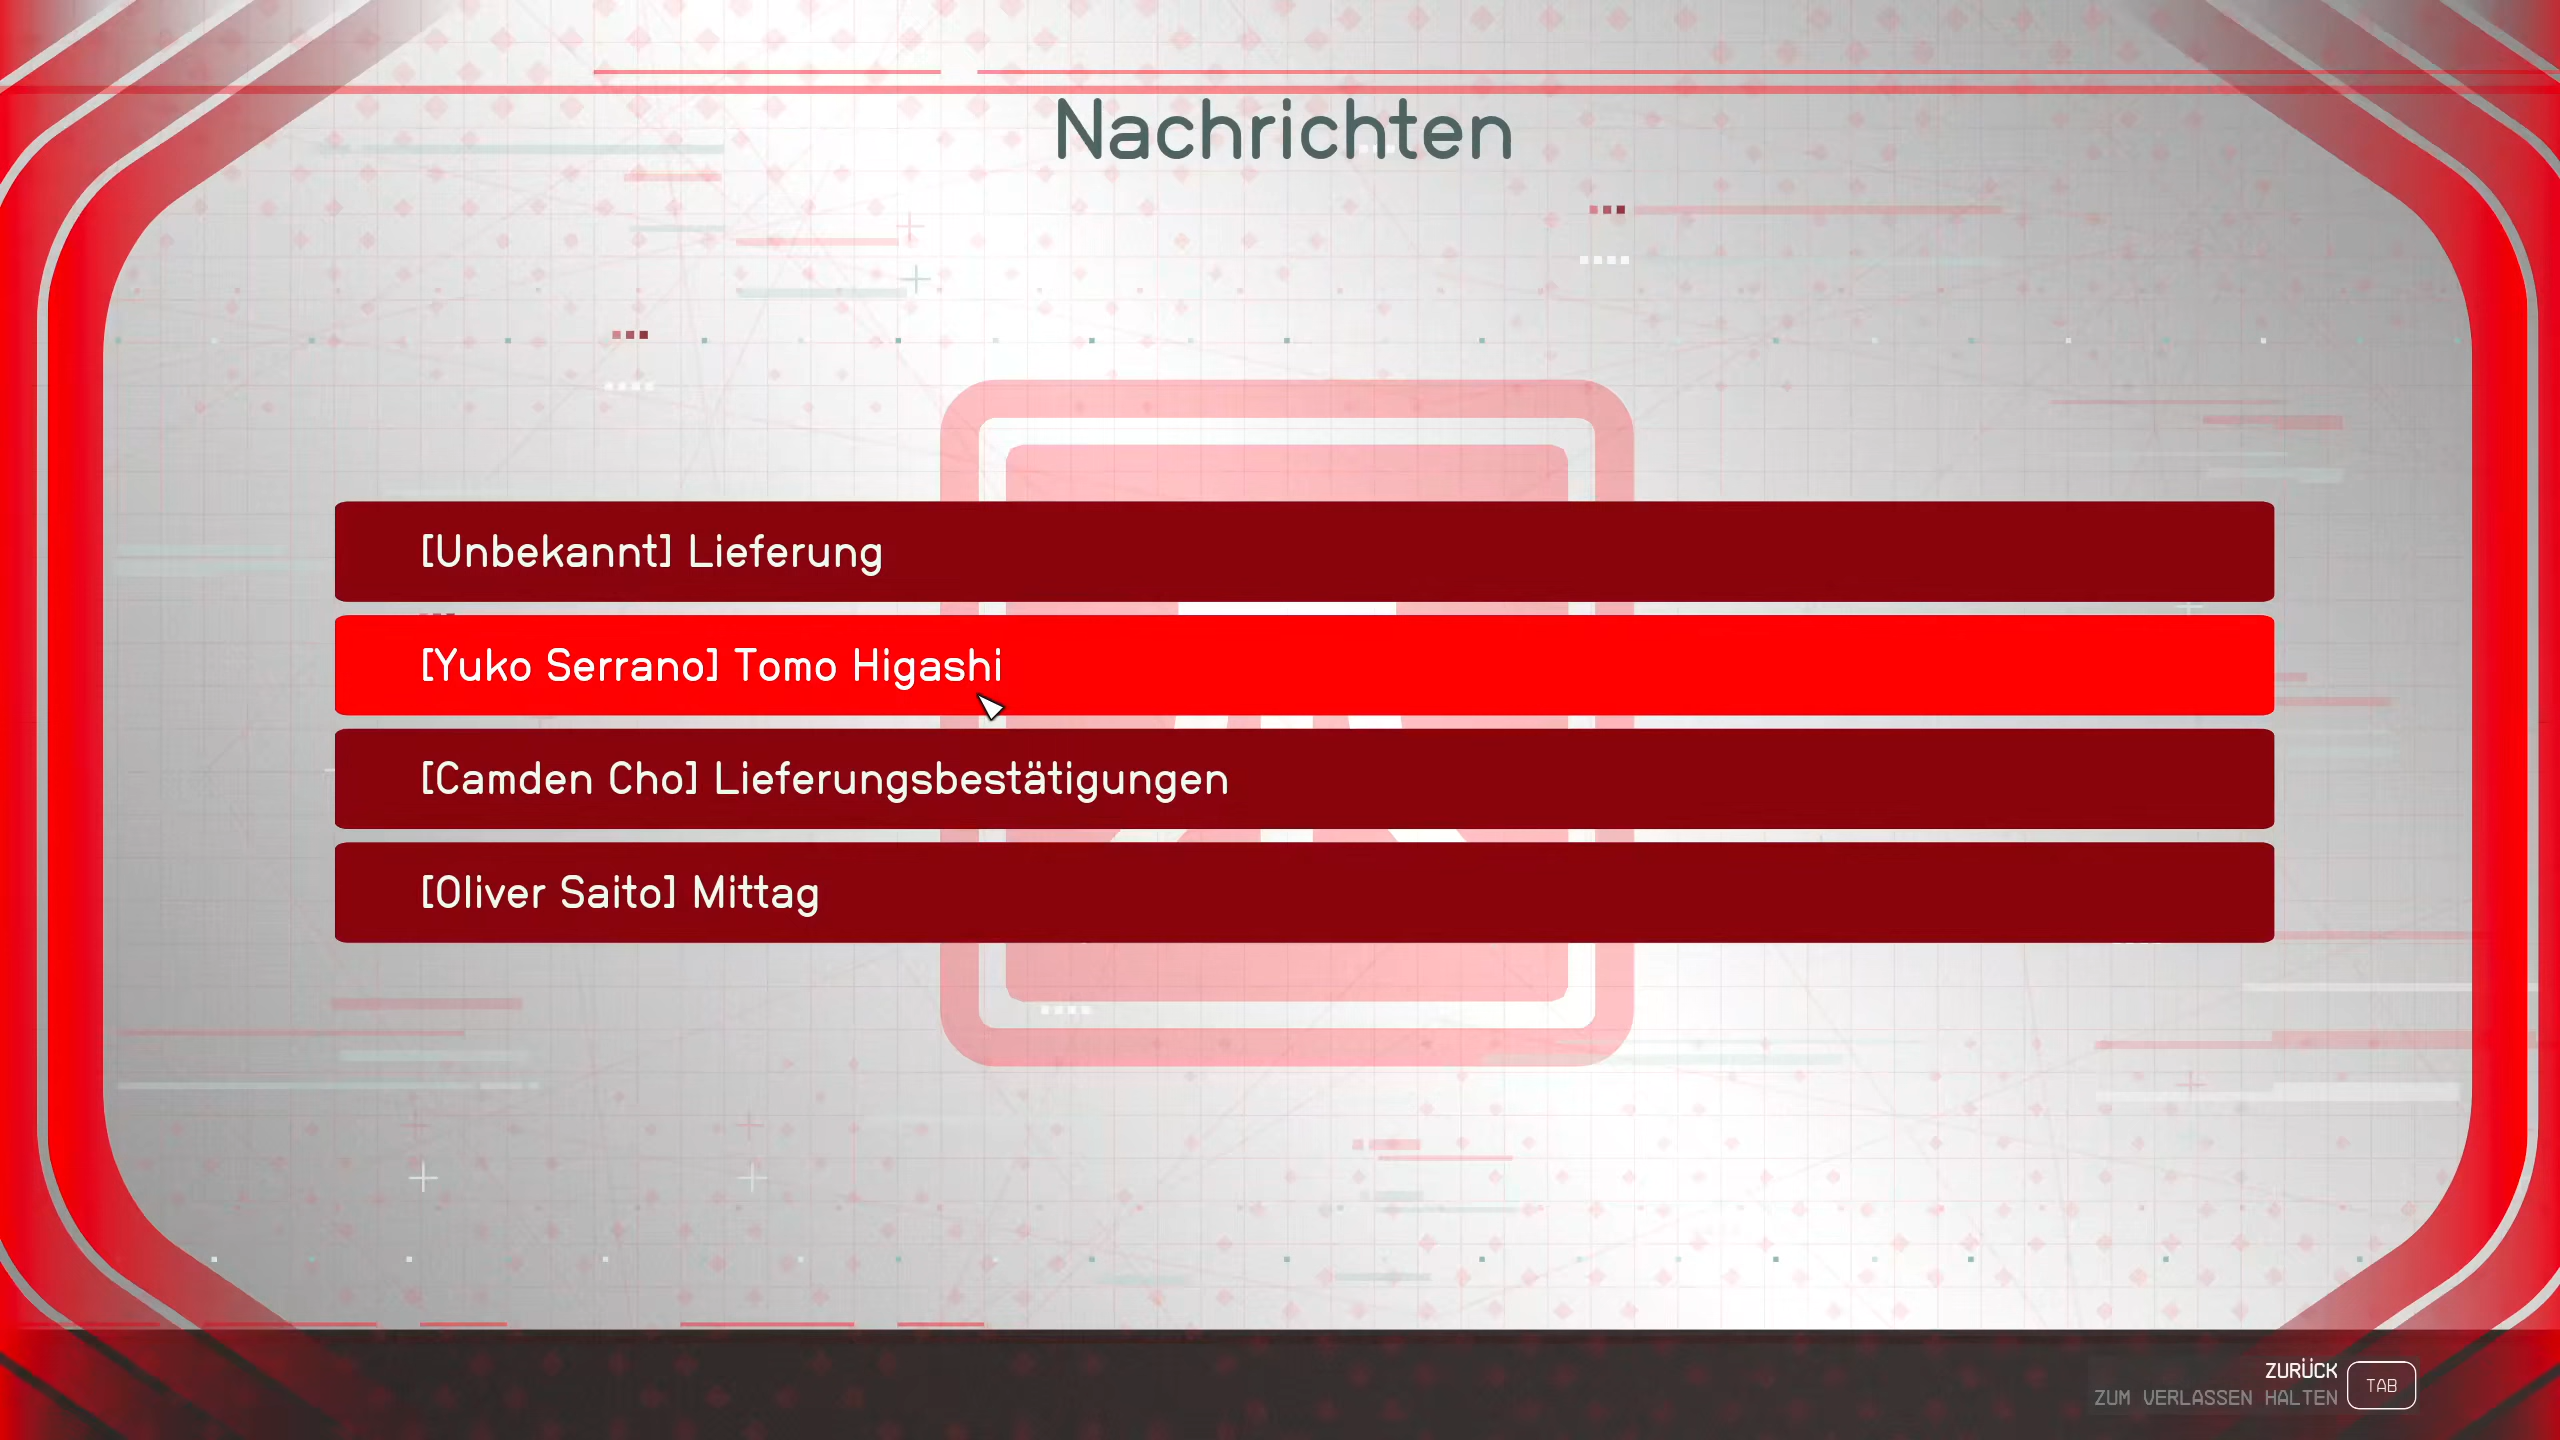 Nachrichten
[Unbekannt] Lieferung
[Yuko Serrano] Tomo Higashi
[Camden Cho] Lieferungsbestätigungen
[Oliver Saito] Mittag
ZURÜCK
ZUM VERLASSEN HALTEN
TAB